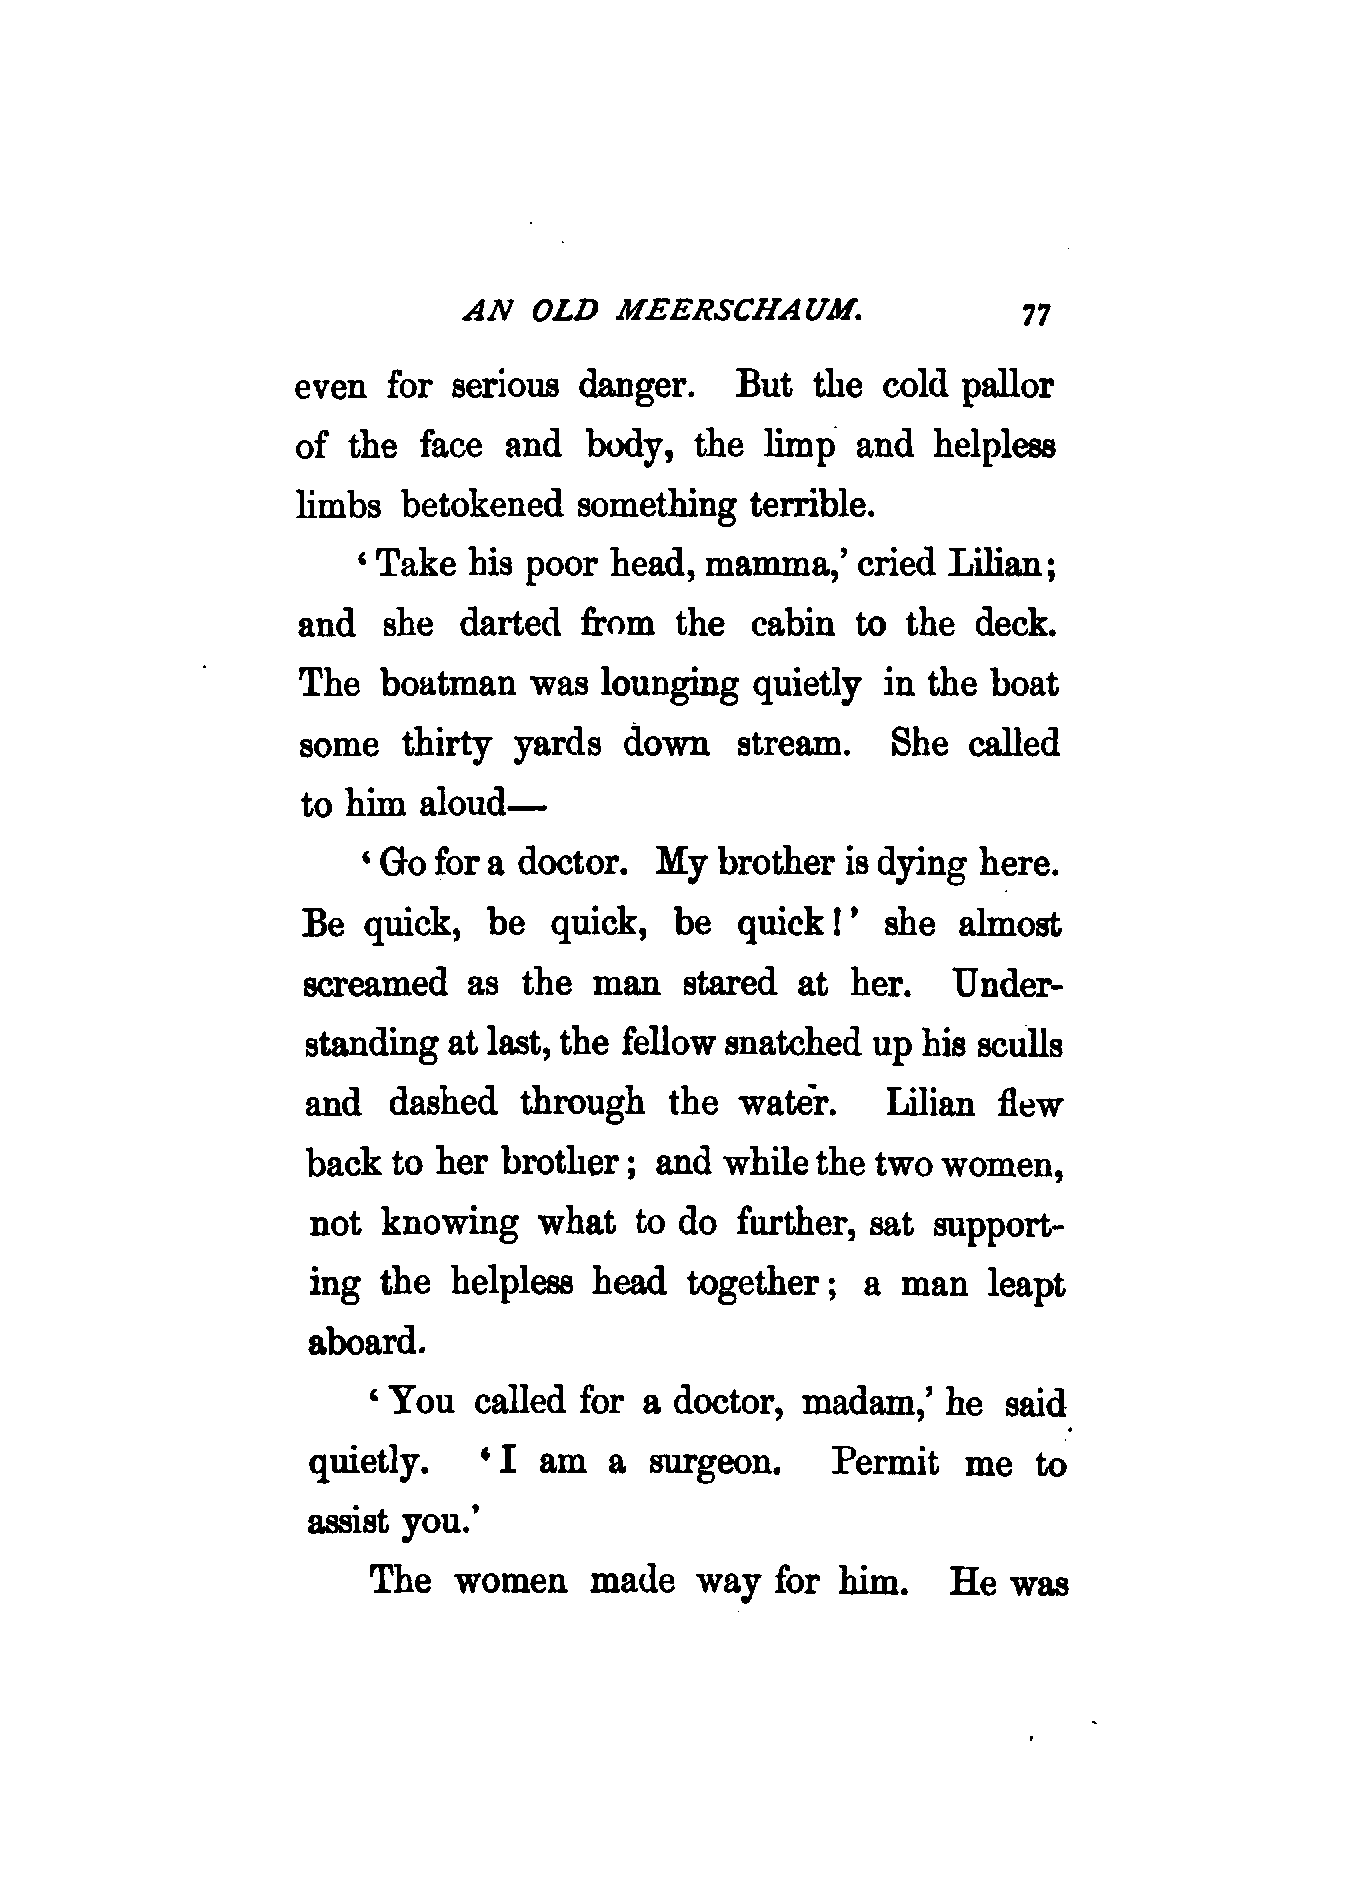 AN OLD MEERSCHAUM. 77
even for serious danger. But the cold pallor
of the face and body, the limp and helpless
limbs betokened something terrible.
‘Take his poor head, mamma,’ cried Lilian;
and she darted from the cabin to the deck.
The boatman was lounging quietly in the boat
some thirty yards down stream. She called
to him aloud—
‘Go for a doctor. My brother is dying here.
Be quick, be quick, be quick!’ she almost
screamed as the man stared at her. Under-
standing at last, the fellow snatched up his sculls
and dashed through the water. Lilian flew
back to her brother; and while the two women,
not knowing what to do further, sat support-
ing the helpless head together; a man leapt
aboard.
‘You called for a doctor, madam,’ he said
quietly. ‘I am a surgeon. Permit me to
assist you.’
The women made way for him. He was